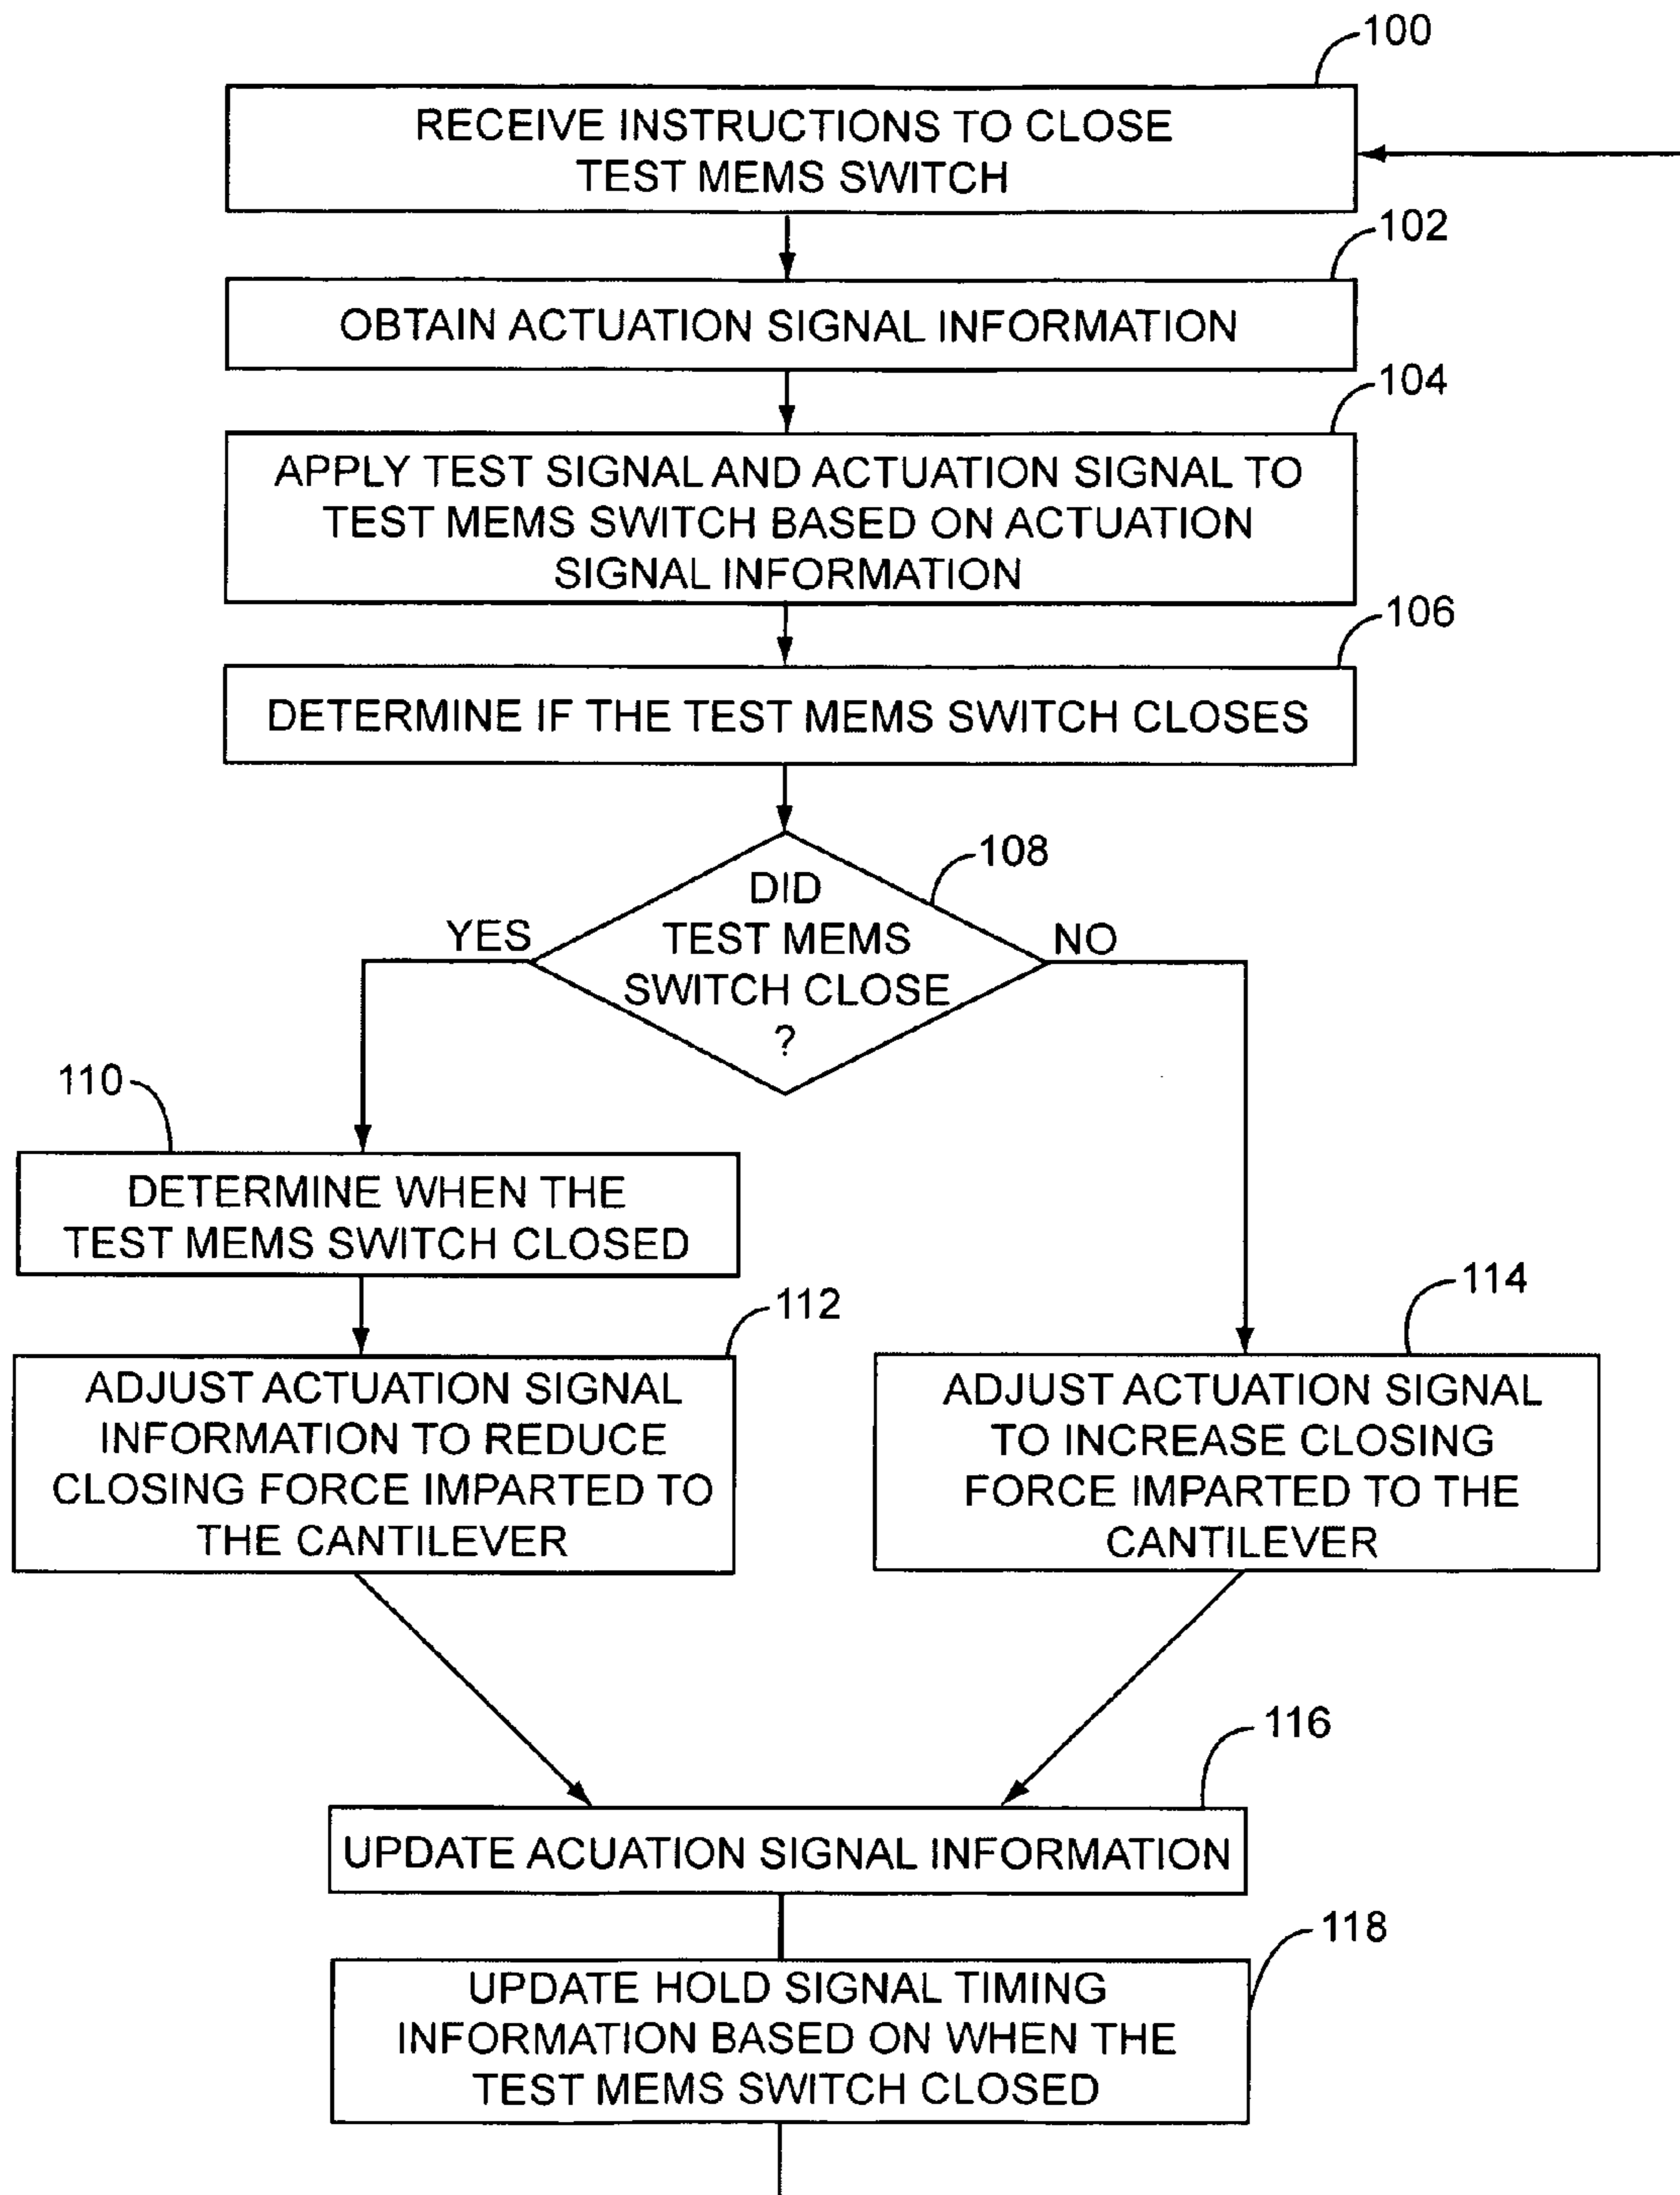 100
RECEIVE INSTRUCTIONS TO CLOSE
TEST MEMS SWITCH
102
OBTAIN ACTUATION SIGNAL INFORMATION
104
APPLY TEST SIGNAL AND ACTUATION SIGNAL TO
TEST MEMS SWITCH BASED ON ACTUATION
SIGNAL INFORMATION
106
DETERMINE IF THE TEST MEMS SWITCH CLOSES
108
DID
TEST MEMS
SWITCH CLOSE
?
YES
NO
110
DETERMINE WHEN THE
TEST MEMS SWITCH CLOSED
112
ADJUST ACTUATION SIGNAL
INFORMATION TO REDUCE
CLOSING FORCE IMPARTED TO
THE CANTILEVER
114
ADJUST ACTUATION SIGNAL
TO INCREASE CLOSING
FORCE IMPARTED TO THE
CANTILEVER
116
UPDATE ACUATION SIGNAL INFORMATION
118
UPDATE HOLD SIGNAL TIMING
INFORMATION BASED ON WHEN THE
TEST MEMS SWITCH CLOSED